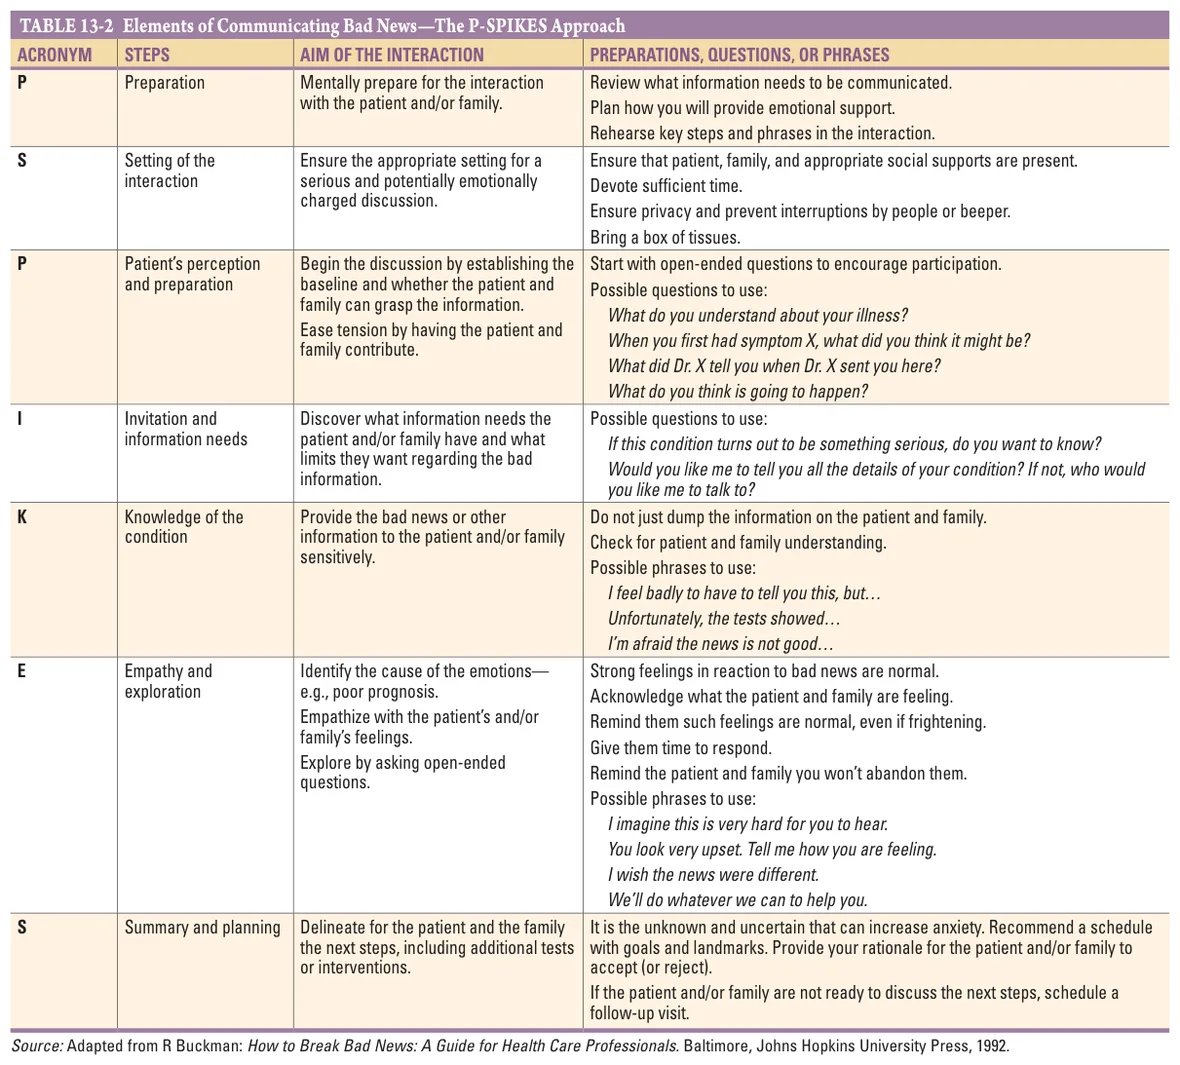 TABLE 13-2 Elements of Communicating Bad News—The P-SPIKES Approach
ACRONYM STEPS AIM OF THE INTERACTION PREPARATIONS, QUESTIONS, OR PHRASES
P
Preparation
Mentally prepare for the interaction
with the patient and/or family.
Review what information needs to be communicated.
Plan how you will provide emotional support.
Rehearse key steps and phrases in the interaction.
S
Setting of the
interaction
Ensure the appropriate setting for a
serious and potentially emotionally
charged discussion.
Ensure that patient, family, and appropriate social supports are present.
Devote sufficient time.
Ensure privacy and prevent interruptions by people or beeper.
Bring a box of tissues.
P
Patient’s perception
and preparation
Begin the discussion by establishing the
baseline and whether the patient and
family can grasp the information.
Ease tension by having the patient and
family contribute.
Start with open-ended questions to encourage participation.
Possible questions to use:
What do you understand about your illness?
When you first had symptom X, what did you think it might be?
What did Dr. X tell you when Dr. X sent you here?
What do you think is going to happen?
I
Invitation and
information needs
Discover what information needs the
patient and/or family have and what
limits they want regarding the bad
information.
Possible questions to use:
If this condition turns out to be something serious, do you want to know?
Would you like me to tell you all the details of your condition? If not, who would
you like me to talk to?
K
Knowledge of the
condition
Provide the bad news or other
information to the patient and/or family
sensitively.
Do not just dump the information on the patient and family.
Check for patient and family understanding.
Possible phrases to use:
I feel badly to have to tell you this, but…
Unfortunately, the tests showed…
I’m afraid the news is not good…
E
Empathy and
exploration
Identify the cause of the emotions—
e.g., poor prognosis.
Empathize with the patient’s and/or
family’s feelings.
Explore by asking open-ended
questions.
Strong feelings in reaction to bad news are normal.
Acknowledge what the patient and family are feeling.
Remind them such feelings are normal, even if frightening.
Give them time to respond.
Remind the patient and family you won’t abandon them.
Possible phrases to use:
I imagine this is very hard for you to hear.
You look very upset. Tell me how you are feeling.
I wish the news were different.
We’ll do whatever we can to help you.
S
Summary and planning
Delineate for the patient and the family
the next steps, including additional tests
or interventions.
It is the unknown and uncertain that can increase anxiety. Recommend a schedule
with goals and landmarks. Provide your rationale for the patient and/or family to
accept (or reject).
If the patient and/or family are not ready to discuss the next steps, schedule a
follow-up visit.
Source: Adapted from R Buckman: How to Break Bad News: A Guide for Health Care Professionals. Baltimore, Johns Hopkins University Press, 1992.